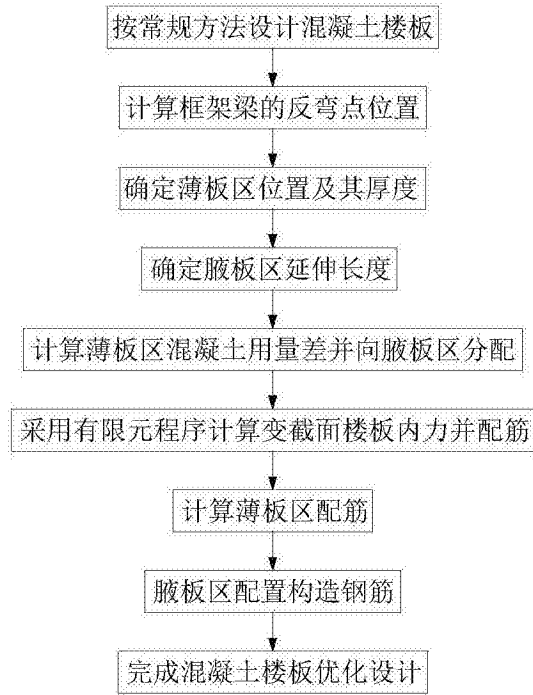 按常规方法设计混凝土楼板
计算框架梁的反弯点位置
确定薄板区位置及其厚度
确定腋板区延伸长度
计算薄板区混凝土用量差并向腋板区分配
采用有限元程序计算变截面楼板内力并配筋
计算薄板区配筋
腋板区配置构造钢筋
完成混凝土楼板优化设计